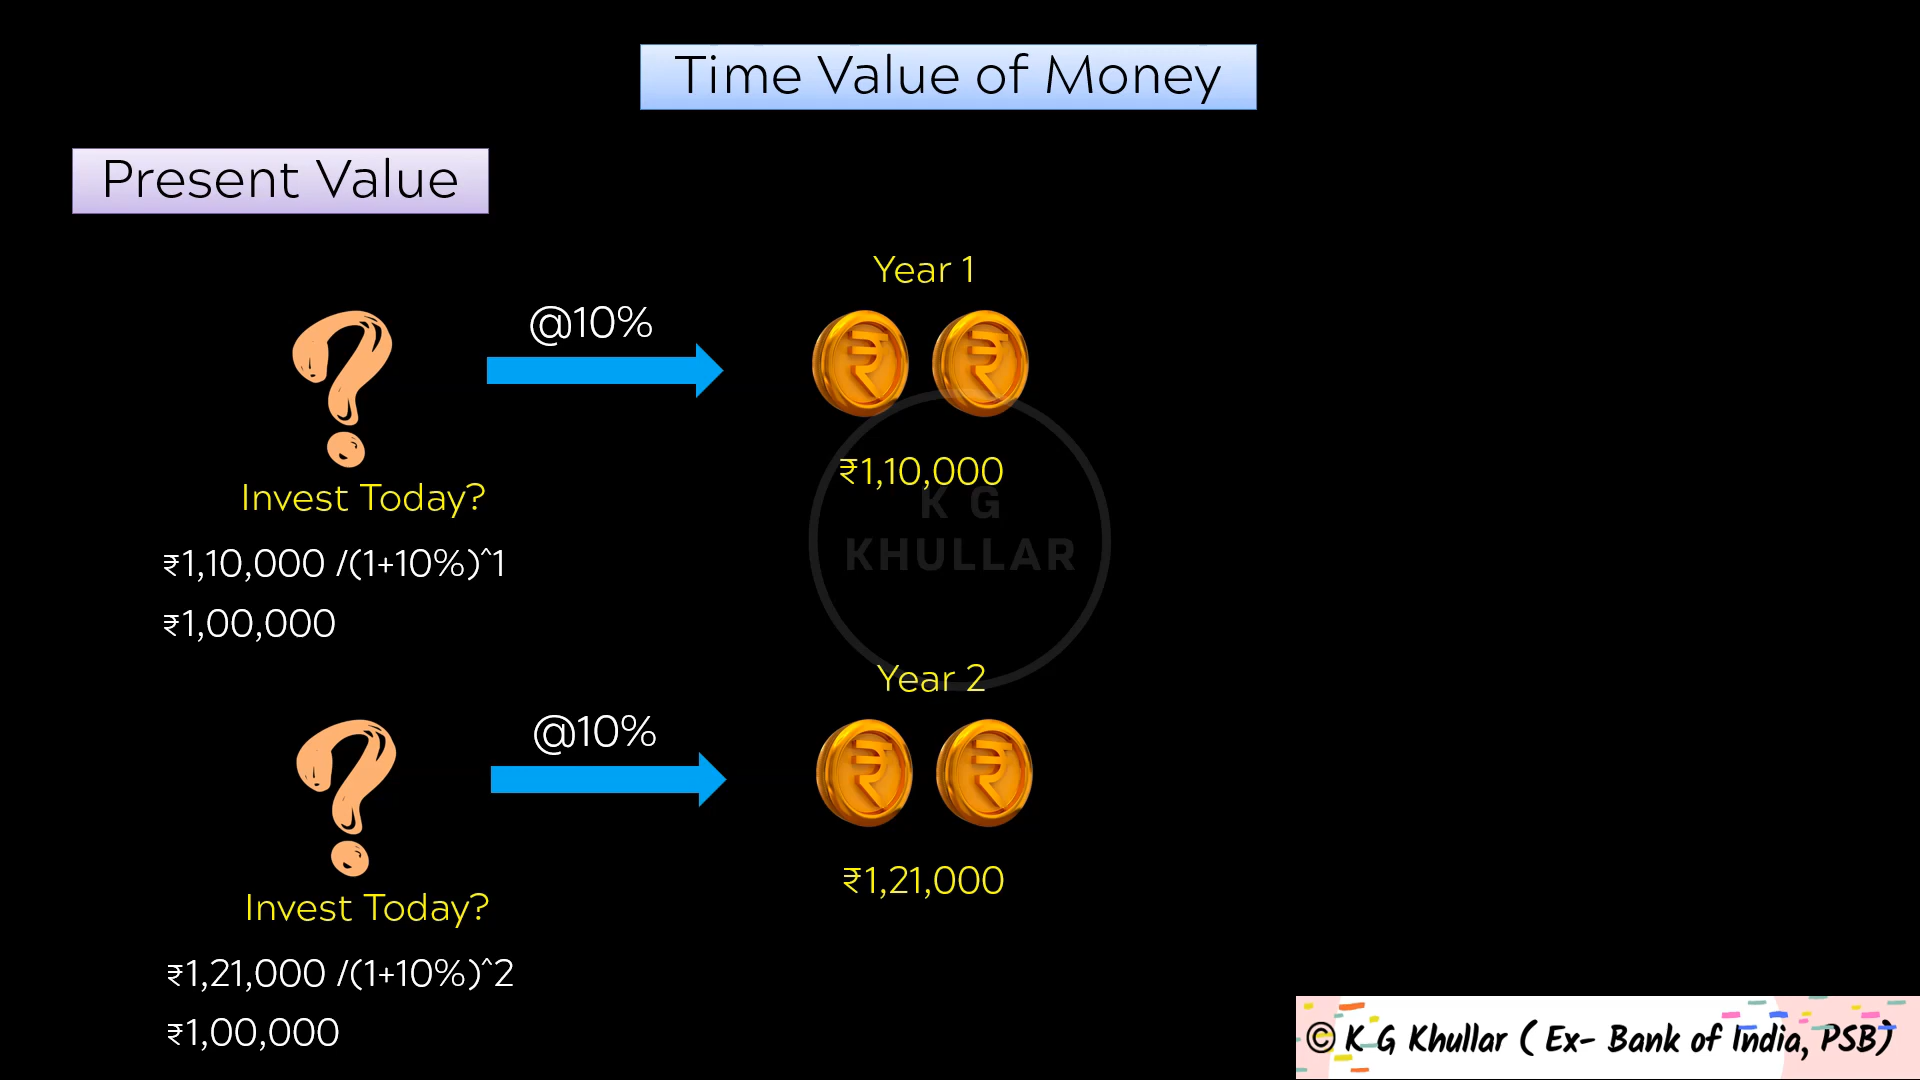 Time Value of Money
Present Value
Year 1
@10%
₹1,10,000
K G
KHULLAR
Invest Today?
₹1,10,000 /(1+10%)^1
₹1,00,000
Year 2
@10%
₹1,21,000
Invest Today?
₹1,21,000 /(1+10%)^2
₹1,00,000
© K G Khullar ( Ex- Bank of India, PSB)